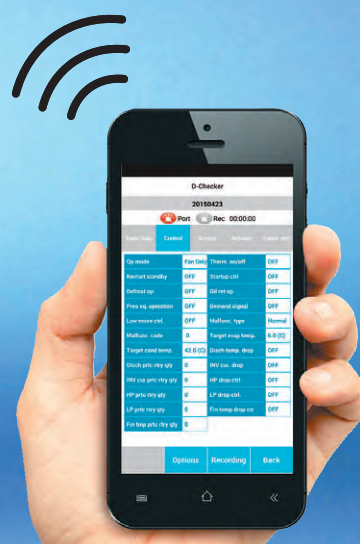 D-Checker
20150423
Port Rec 00:00:00
Control Sensor Actuator
Op mode Fan Only Therm. on/off OFF
Restart standby OFF Startup ctrl OFF
Defrost op OFF Oil ret op OFF
Pres eq. operation OFF Demand signal OFF
Low noise ctrl. OFF Malfunc. type Normal
Malfunc. code 0 Target evap temp. 6.0 (C)
Target cond temp. 42.0 (C) Disch temp. drop OFF
Disch prtc rtry qty 0 INV cur. drop OFF
INV cur prtc rtry qty 0 HP drop ctrl OFF
HP prtc rtry qty 0 LP drop ctrl. OFF
LP prtc rtry qty 0 Fin temp drop ctr OFF
Fin tmp prtc rtry qty 0
Options Recording Back